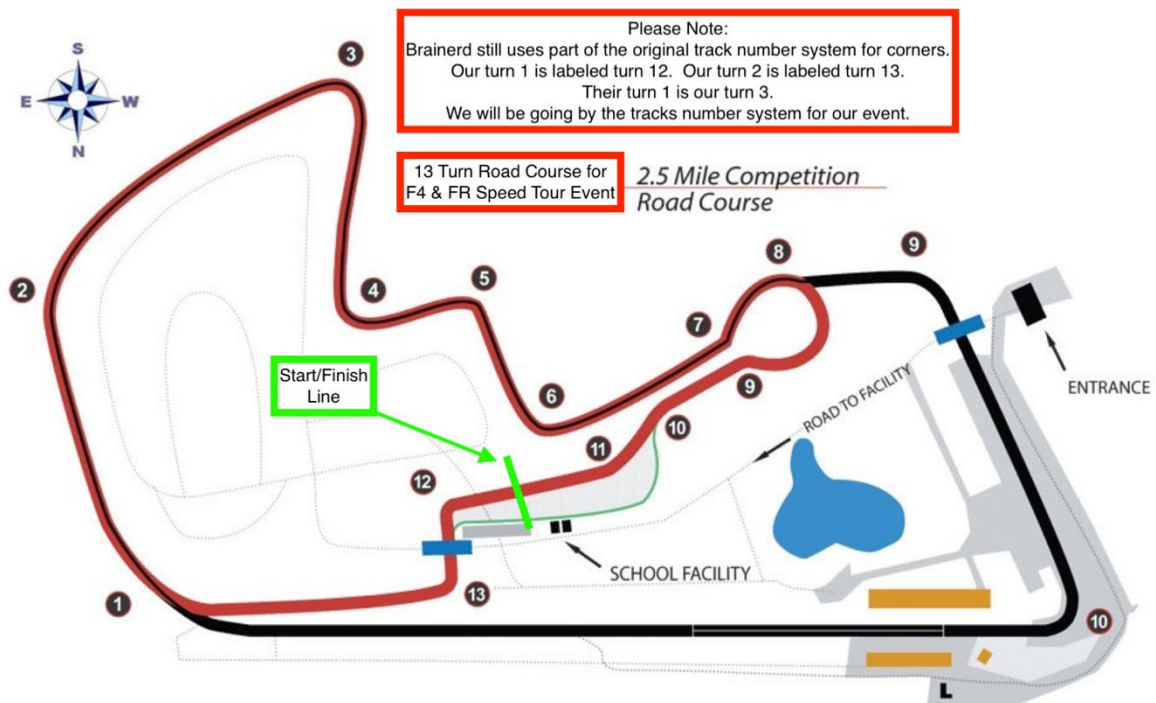 Please Note:
Brainerd still uses part of the original track number system for corners.
Our turn 1 is labeled turn 12.  Our turn 2 is labeled turn 13.
Their turn 1 is our turn 3.
We will be going by the tracks number system for our event.
S
E
W
N
3
13 Turn Road Course for
F4 & FR Speed Tour Event
2.5 Mile Competition
Road Course
2
4
5
7
8
9
ENTRANCE
Start/Finish
Line
6
9
10
11
12
ROAD TO FACILITY
SCHOOL FACILITY
1
13
10
L